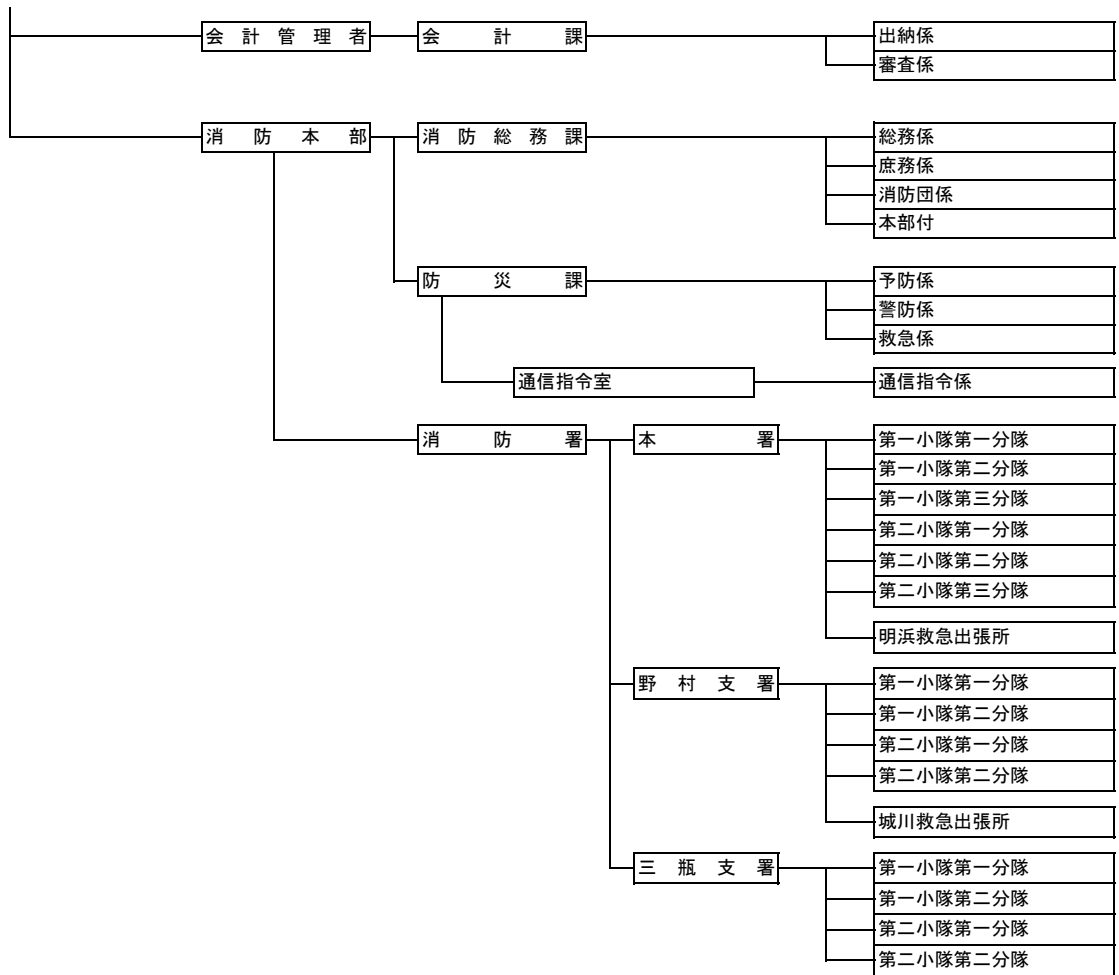 会計管理者 会計課 出納係
審査係
消防本部 消防総務課 総務係
庶務係
消防団係
本部付
防災課 予防係
警防係
救急係
通信指令室 通信指令係
消防署 本署 第一小隊第一分隊
第一小隊第二分隊
第一小隊第三分隊
第二小隊第一分隊
第二小隊第二分隊
第二小隊第三分隊
明浜救急出張所
野村支署 第一小隊第一分隊
第一小隊第二分隊
第二小隊第一分隊
第二小隊第二分隊
城川救急出張所
三瓶支署 第一小隊第一分隊
第一小隊第二分隊
第二小隊第一分隊
第二小隊第二分隊